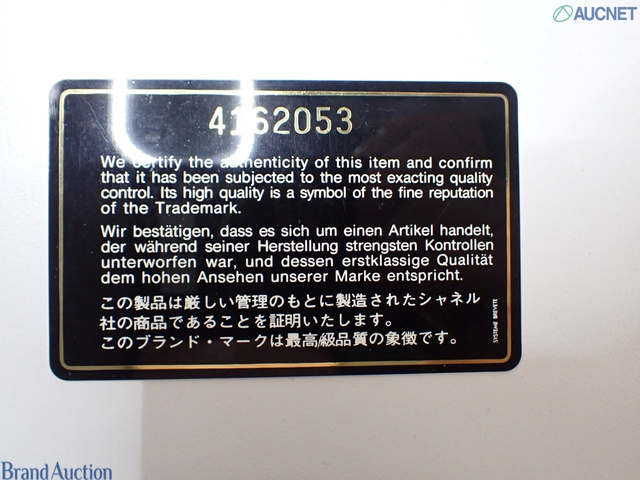 AUCNET
4162053
We certify the authenticity of this item and confirm
that it has been subjected to the most exacting quality
control. Its high quality is a symbol of the fine reputation
of the Trademark.
Wir bestätigen, dass es sich um einen Artikel handelt,
der während seiner Herstellung strengsten Kontrollen
unterworfen war, und dessen erstklassige Qualität
dem hohen Ansehen unserer Marke entspricht.
この製品は厳しい管理のもとに製造されたシャネル
社の商品であることを証明いたします。
このブランド・マークは最高級品質の象徴です。
SYSTEME BREVETE
Brand Auction